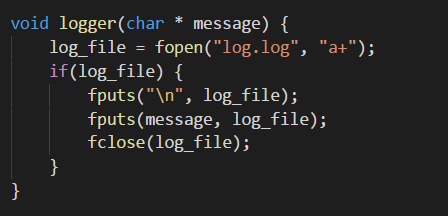 void logger(char * message) {
    log_file = fopen("log.log", "a+");
    if(log_file) {
        fputs("\n", log_file);
        fputs(message, log_file);
        fclose(log_file);
    }
}